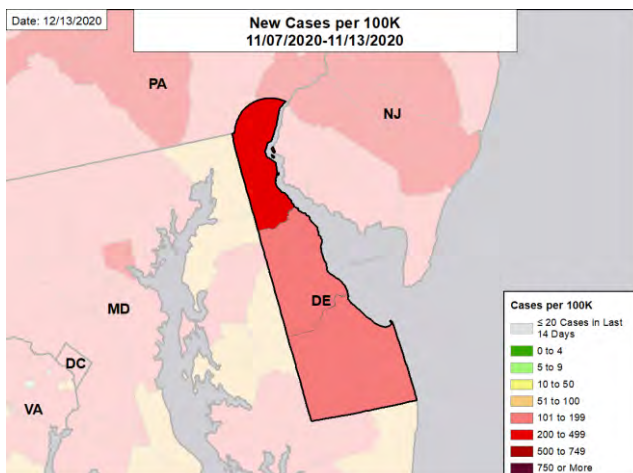 Date: 12/13/2020
New Cases per 100K
11/07/2020-11/13/2020
PA
NJ
DE
MD
DC
VA
Cases per 100K
≤ 20 Cases in Last
14 Days
0 to 4
5 to 9
10 to 50
51 to 100
101 to 199
200 to 499
500 to 749
750 or More